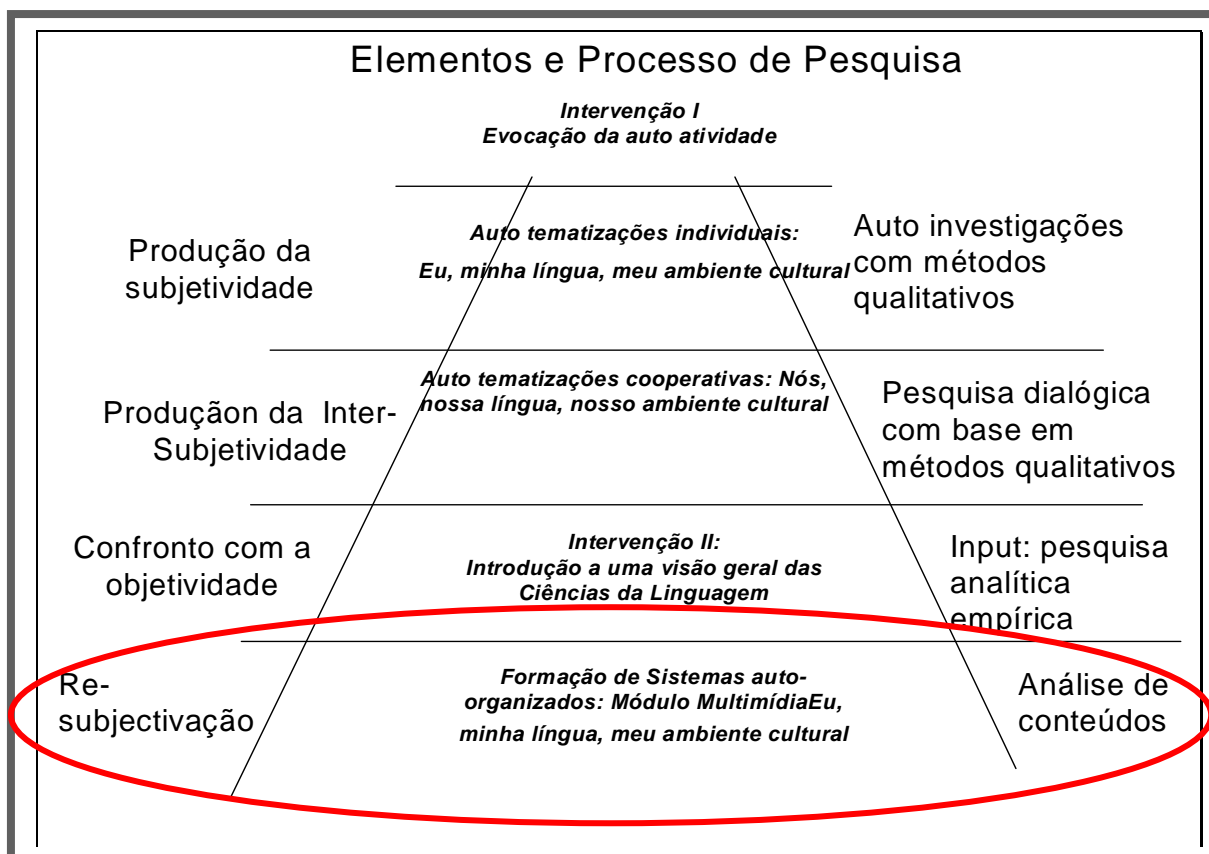 Elementos e Processo de Pesquisa
Intervenção I
Evocação da auto atividade
Produção da
subjetividade
Auto tematizações individuais:
Eu, minha língua, meu ambiente cultural
Auto investigações
com métodos
qualitativos
Produçãon da  Inter-
Subjetividade
Auto tematizações cooperativas: Nós,
nossa língua, nosso ambiente cultural
Pesquisa dialógica
com base em
métodos qualitativos
Confronto com a
objetividade
Intervenção II:
Introdução a uma visão geral das
Ciências da Linguagem
Input: pesquisa
analítica
empírica
Re-
subjectivação
Formação de Sistemas auto-
organizados: Módulo MultimídiaEu,
minha língua, meu ambiente cultural
Análise de
conteúdos